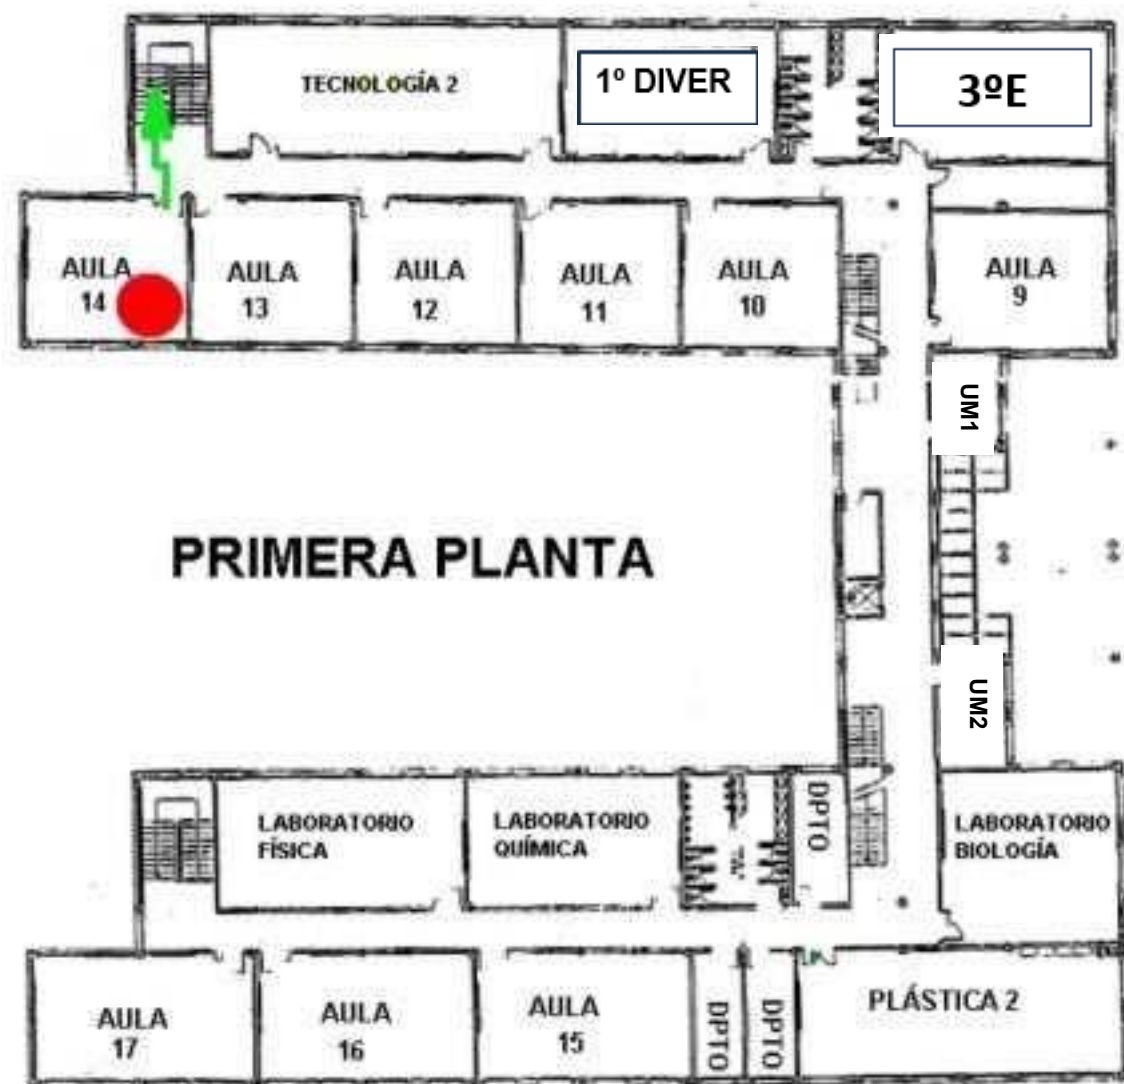 TECNOLOGÍA 2
1º DIVER
3ºE
AULA
14
AULA
13
AULA
12
AULA
11
AULA
10
AULA
9
UM1
PRIMERA PLANTA
UM2
LABORATORIO
FÍSICA
LABORATORIO
QUÍMICA
DPTO
LABORATORIO
BIOLOGÍA
AULA
17
AULA
16
AULA
15
DPTO
DPTO
PLÁSTICA 2